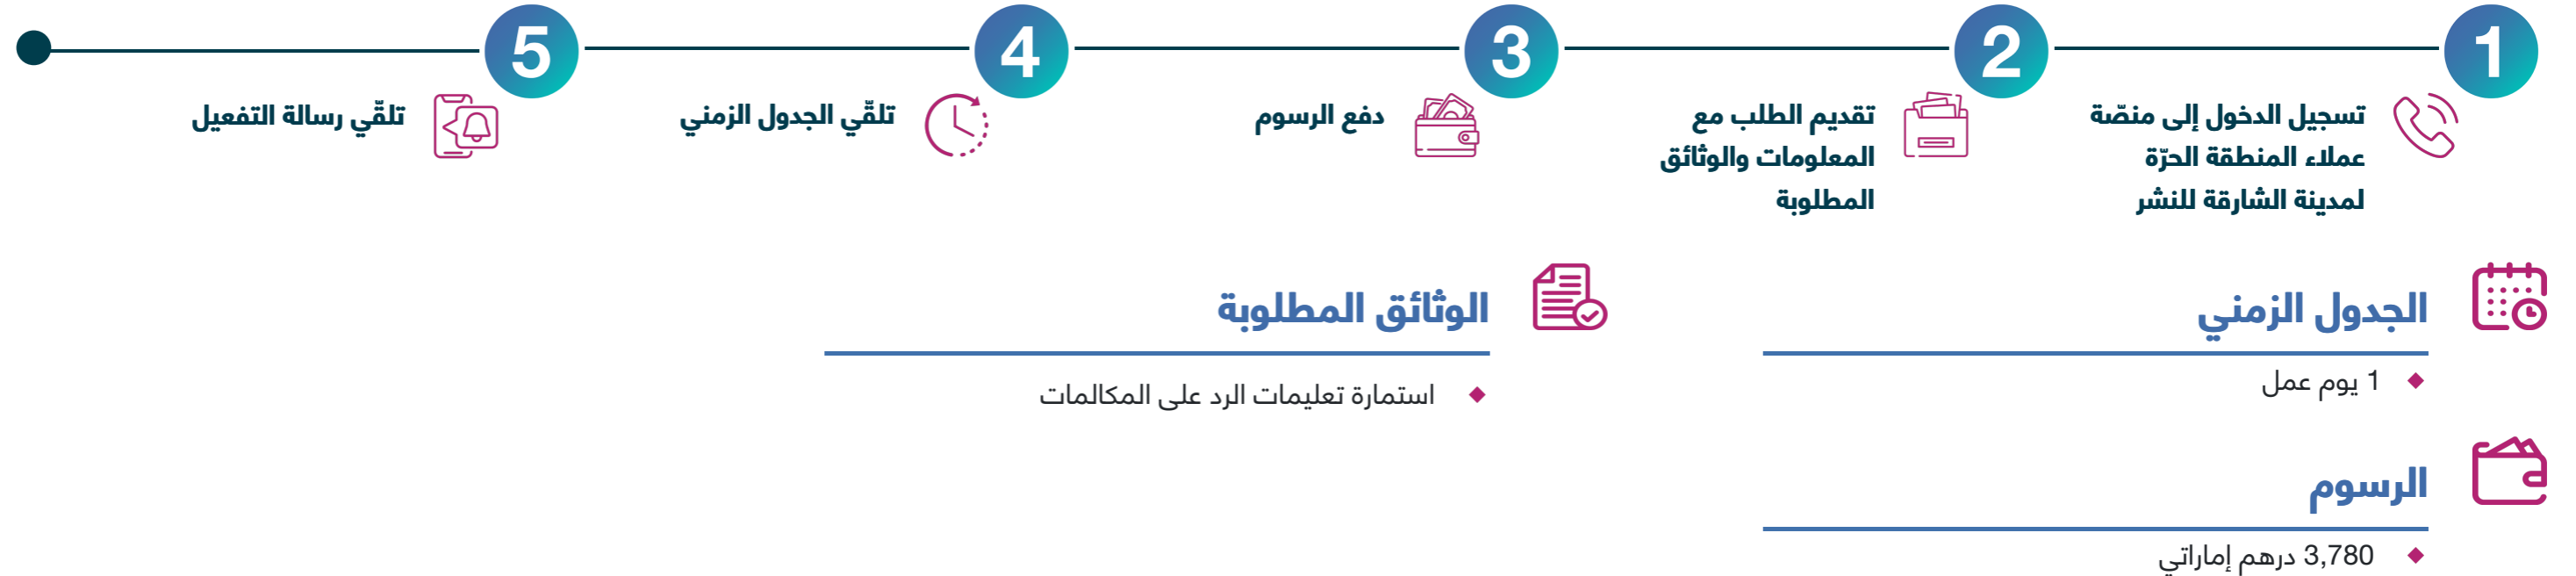 1
تسجيل الدخول إلى منصّة
عملاء المنطقة الحرّة
لمدينة الشارقة للنشر
2
تقديم الطلب مع
المعلومات والوثائق
المطلوبة
3
دفع الرسوم
4
تلقّي الجدول الزمني
5
تلقّي رسالة التفعيل
الجدول الزمني
1 يوم عمل
الرسوم
3,780 درهم إماراتي
الوثائق المطلوبة
استمارة تعليمات الرد على المكالمات